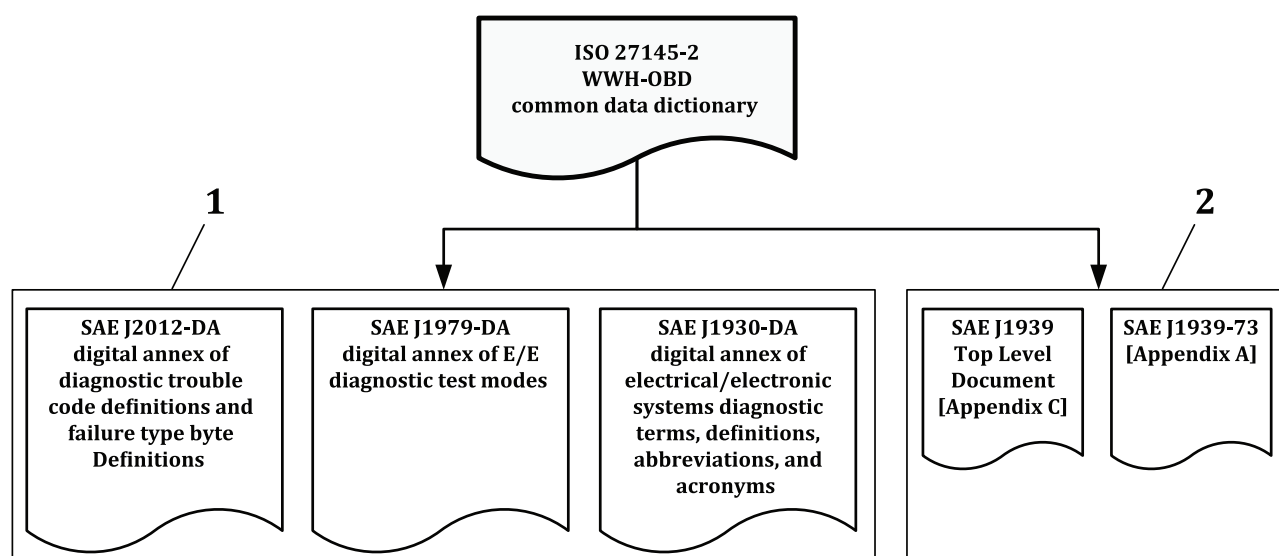 ISO 27145-2
WWH-OBD
common data dictionary
1
2
SAE J2012-DA
digital annex of
diagnostic trouble
code definitions and
failure type byte
Definitions
SAE J1979-DA
digital annex of E/E
diagnostic test modes
SAE J1930-DA
digital annex of
electrical/electronic
systems diagnostic
terms, definitions,
abbreviations, and
acronyms
SAE J1939
Top Level
Document
[Appendix C]
SAE J1939-73
[Appendix A]